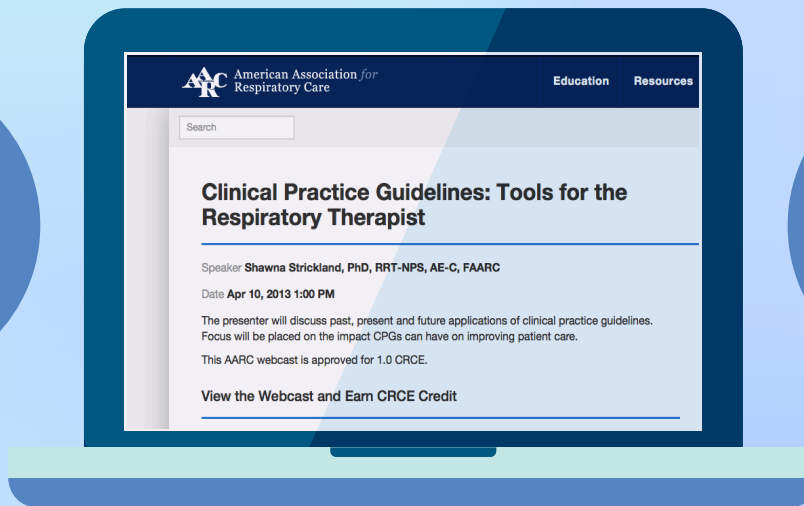 AARC
American Association for
Respiratory Care
Education Resources
Search
Clinical Practice Guidelines: Tools for the
Respiratory Therapist
Speaker Shawna Strickland, PhD, RRT-NPS, AE-C, FAARC
Date Apr 10, 2013 1:00 PM
The presenter will discuss past, present and future applications of clinical practice guidelines.
Focus will be placed on the impact CPGs can have on improving patient care.
This AARC webcast is approved for 1.0 CRCE.
View the Webcast and Earn CRCE Credit